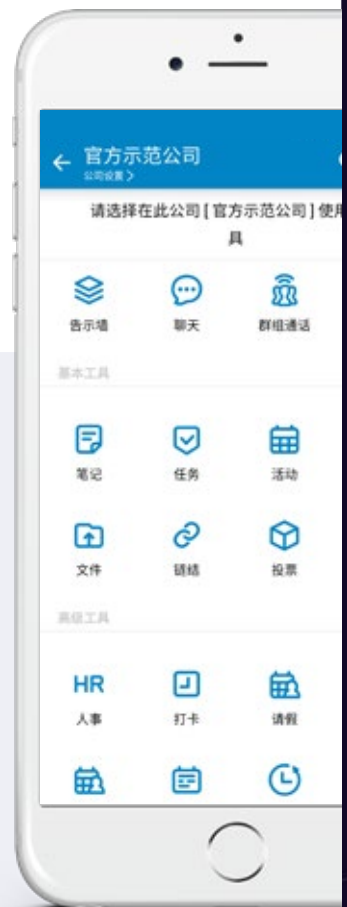 官方示范公司
公司设置 >
请选择在此公司 [ 官方示范公司 ] 使用
具
告示墙 聊天 群组通话
基本工具
笔记 任务 活动
文件 链结 投票
高级工具
HR
人事 打卡 请假